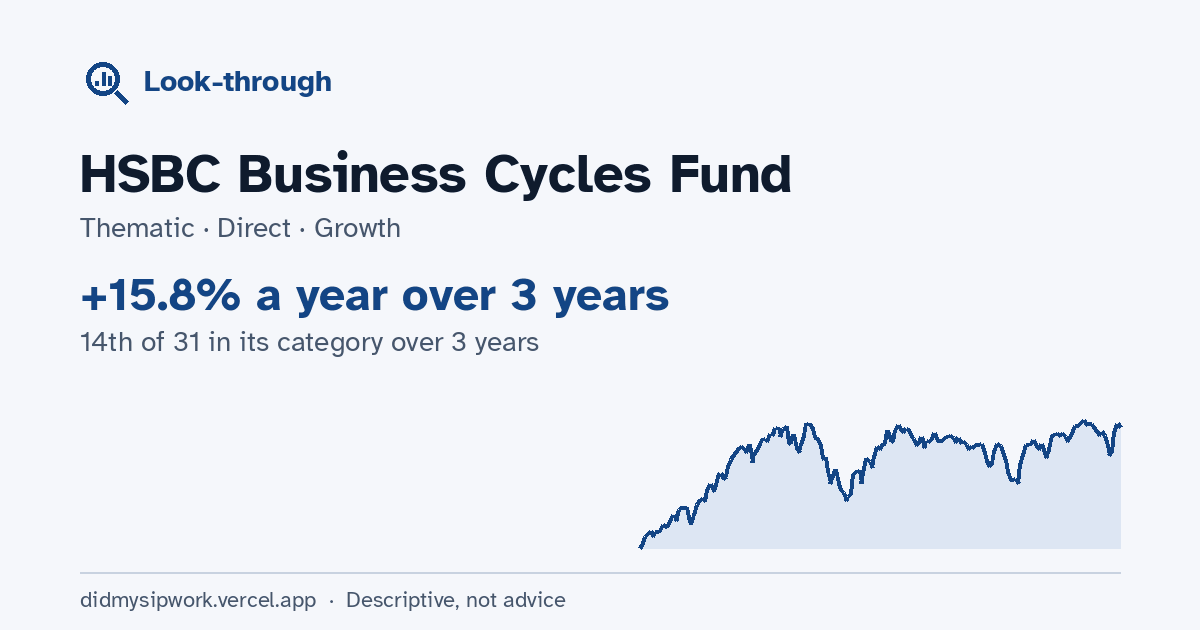 Look-through
HSBC Business Cycles Fund
Thematic · Direct · Growth
+15.8% a year over 3 years
14th of 31 in its category over 3 years
didmysipwork.vercel.app · Descriptive, not advice